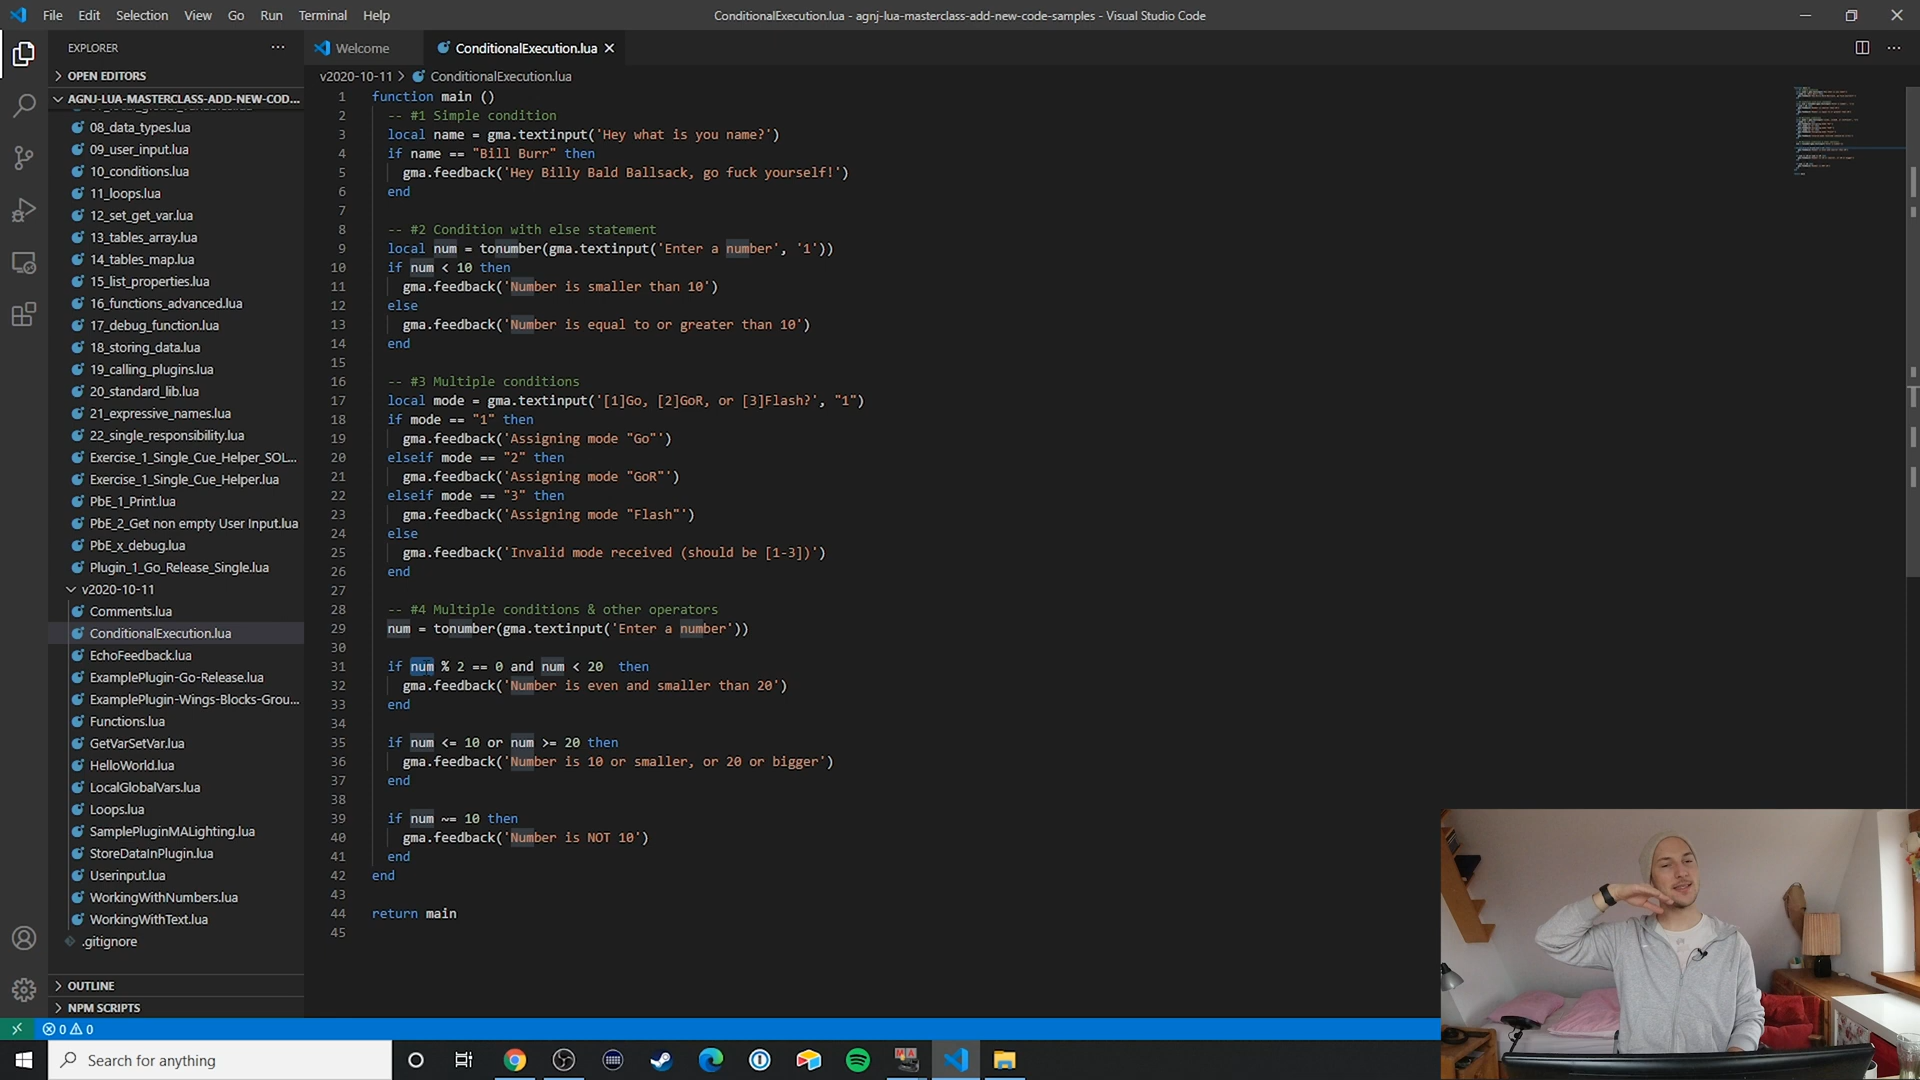 File Edit Selection View Go Run Terminal Help
ConditionalExecution.lua - agnj-lua-masterclass-add-new-code-samples - Visual Studio Code
EXPLORER
OPEN EDITORS
AGNJ-LUA-MASTERCLASS-ADD-NEW-COD...
08_data_types.lua
09_user_input.lua
10_conditions.lua
11_loops.lua
12_set_get_var.lua
13_tables_array.lua
14_tables_map.lua
15_list_properties.lua
16_functions_advanced.lua
17_debug_function.lua
18_storing_data.lua
19_calling_plugins.lua
20_standard_lib.lua
21_expressive_names.lua
22_single_responsibility.lua
Exercise_1_Single_Cue_Helper_SOL...
Exercise_1_Single_Cue_Helper.lua
PbE_1_Print.lua
PbE_2_Get non empty User Input.lua
PbE_x_debug.lua
Plugin_1_Go_Release_Single.lua
v2020-10-11
Comments.lua
ConditionalExecution.lua
EchoFeedback.lua
ExamplePlugin-Go-Release.lua
ExamplePlugin-Wings-Blocks-Grou...
Functions.lua
GetVarSetVar.lua
HelloWorld.lua
LocalGlobalVars.lua
Loops.lua
SamplePluginMALighting.lua
StoreDataInPlugin.lua
Userinput.lua
WorkingWithNumbers.lua
WorkingWithText.lua
.gitignore
OUTLINE
NPM SCRIPTS
Welcome
ConditionalExecution.lua
v2020-10-11 > ConditionalExecution.lua
1 function main ()
2 -- #1 Simple condition
3 local name = gma.textinput('Hey what is you name?')
4 if name == "Bill Burr" then
5 gma.feedback('Hey Billy Bald Ballsack, go fuck yourself!')
6 end
7
8 -- #2 Condition with else statement
9 local num = tonumber(gma.textinput('Enter a number', '1'))
10 if num < 10 then
11 gma.feedback('Number is smaller than 10')
12 else
13 gma.feedback('Number is equal to or greater than 10')
14 end
15
16 -- #3 Multiple conditions
17 local mode = gma.textinput('[1]Go, [2]GoR, or [3]Flash?', "1")
18 if mode == "1" then
19 gma.feedback('Assigning mode "Go"')
20 elseif mode == "2" then
21 gma.feedback('Assigning mode "GoR"')
22 elseif mode == "3" then
23 gma.feedback('Assigning mode "Flash"')
24 else
25 gma.feedback('Invalid mode received (should be [1-3])')
26 end
27
28 -- #4 Multiple conditions & other operators
29 num = tonumber(gma.textinput('Enter a number'))
30
31 if num % 2 == 0 and num < 20 then
32 gma.feedback('Number is even and smaller than 20')
33 end
34
35 if num <= 10 or num >= 20 then
36 gma.feedback('Number is 10 or smaller, or 20 or bigger')
37 end
38
39 if num ~= 10 then
40 gma.feedback('Number is NOT 10')
41 end
42 end
43
44 return main
45
0 0
Search for anything